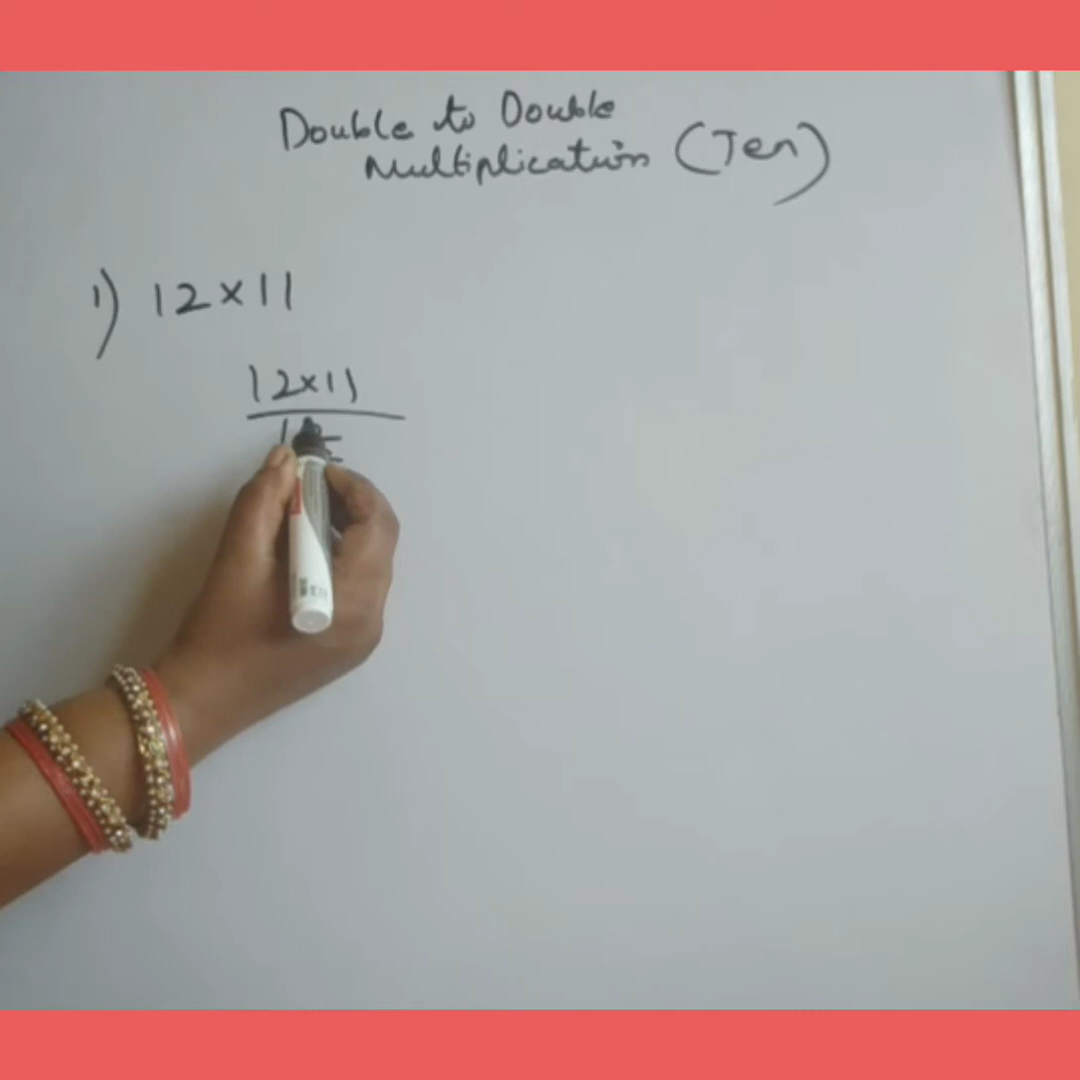 Double to Double
Multiplication (Ten)
1) 12×11
12×11